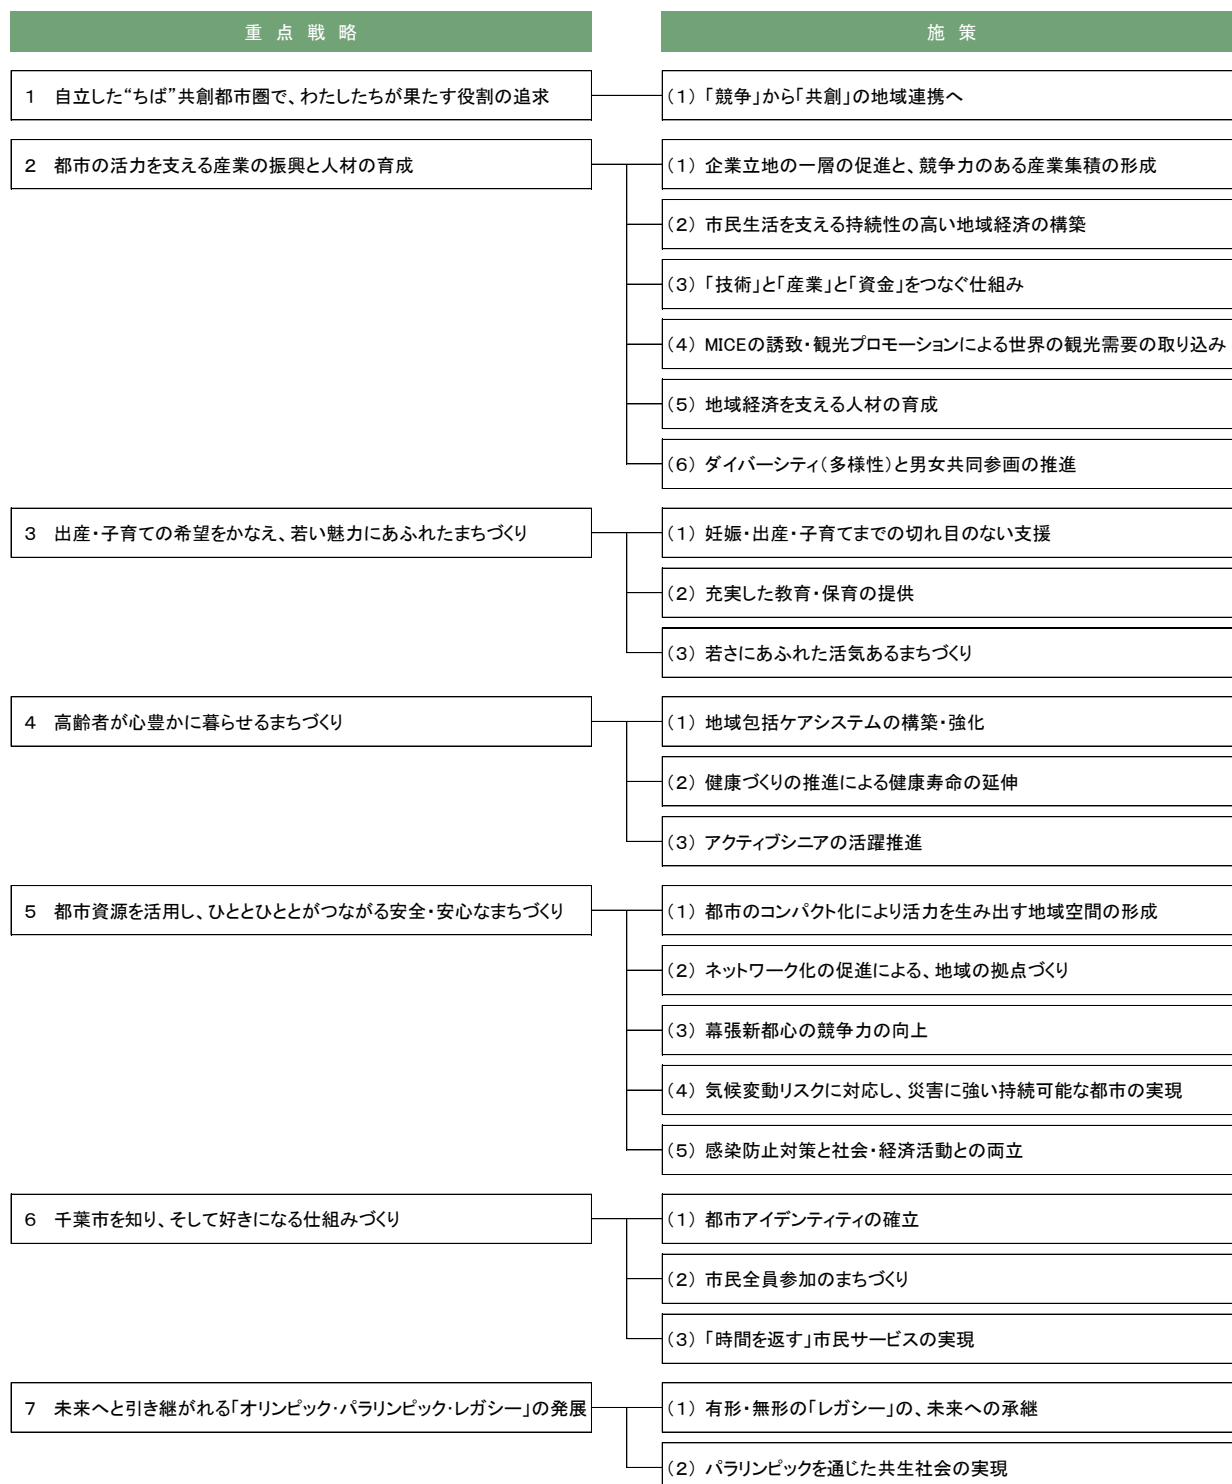 重点戦略
施策
1 自立した“ちば”共創都市圏で、わたしたちが果たす役割の追求
(1) 「競争」から「共創」の地域連携へ
2 都市の活力を支える産業の振興と人材の育成
(1) 企業立地の一層の促進と、競争力のある産業集積の形成
(2) 市民生活を支える持続性の高い地域経済の構築
(3) 「技術」と「産業」と「資金」をつなぐ仕組み
(4) MICEの誘致・観光プロモーションによる世界の観光需要の取り込み
(5) 地域経済を支える人材の育成
(6) ダイバーシティ(多様性)と男女共同参画の推進
3 出産・子育ての希望をかなえ、若い魅力にあふれたまちづくり
(1) 妊娠・出産・子育てまでの切れ目のない支援
(2) 充実した教育・保育の提供
(3) 若さにあふれた活気あるまちづくり
4 高齢者が心豊かに暮らせるまちづくり
(1) 地域包括ケアシステムの構築・強化
(2) 健康づくりの推進による健康寿命の延伸
(3) アクティブシニアの活躍推進
5 都市資源を活用し、ひととひととがつながる安全・安心なまちづくり
(1) 都市のコンパクト化により活力を生み出す地域空間の形成
(2) ネットワーク化の促進による、地域の拠点づくり
(3) 幕張新都心の競争力の向上
(4) 気候変動リスクに対応し、災害に強い持続可能な都市の実現
(5) 感染防止対策と社会・経済活動との両立
6 千葉市を知り、そして好きになる仕組みづくり
(1) 都市アイデンティティの確立
(2) 市民全員参加のまちづくり
(3) 「時間を返す」市民サービスの実現
7 未来へと引き継がれる「オリンピック・パラリンピック・レガシー」の発展
(1) 有形・無形の「レガシー」の、未来への承継
(2) パラリンピックを通じた共生社会の実現